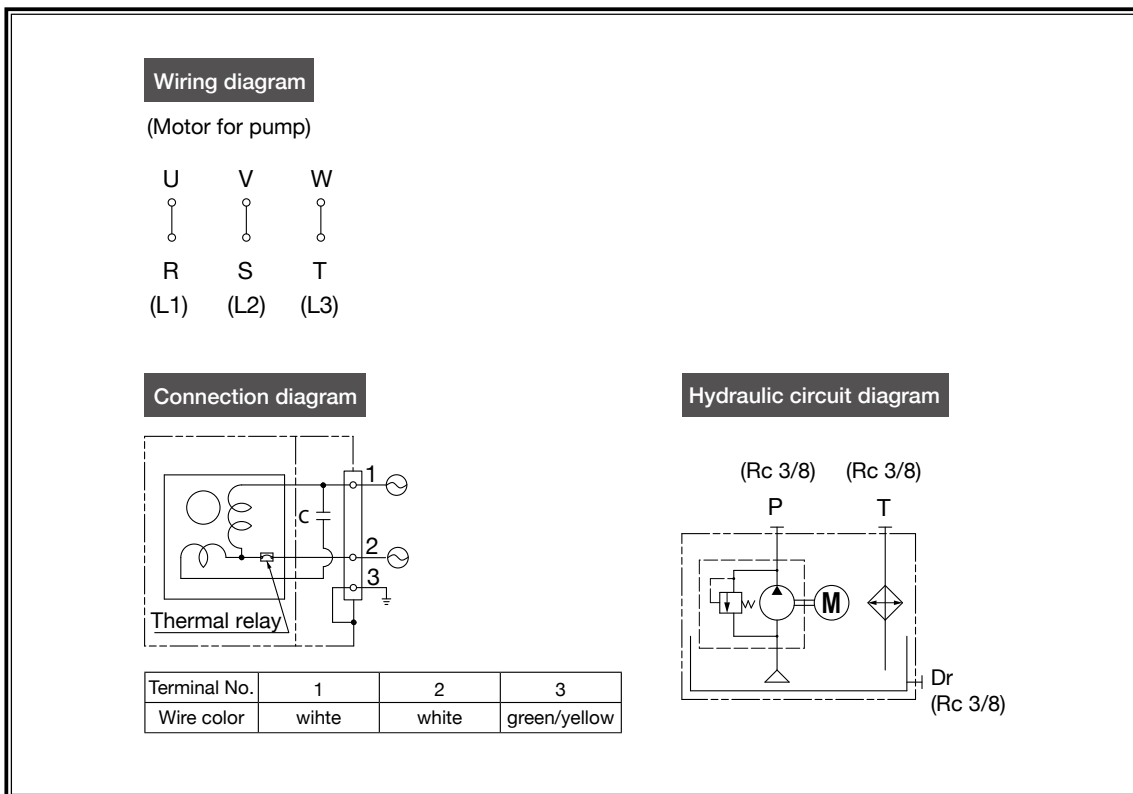 Wiring diagram
(Motor for pump)
U V W
R S T
(L1) (L2) (L3)
Connection diagram
1
C
2
3
Thermal relay
Terminal No. 1 2 3
Wire color wihte white green/yellow
Hydraulic circuit diagram
(Rc 3/8) (Rc 3/8)
P T
M
Dr
(Rc 3/8)